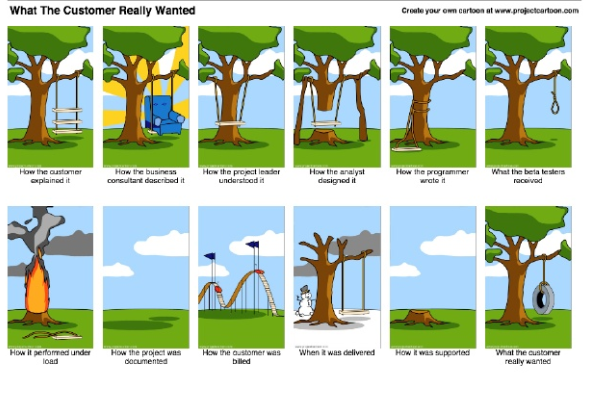 What The Customer Really Wanted
Create your own cartoon at www.projectcartoon.com
How the customer
explained it
How the business
consultant described it
How the project leader
understood it
How the analyst
designed it
How the programmer
wrote it
What the beta testers
received
How it performed under
load
How the project was
documented
How the customer was
billed
When it was delivered
How it was supported
What the customer
really wanted